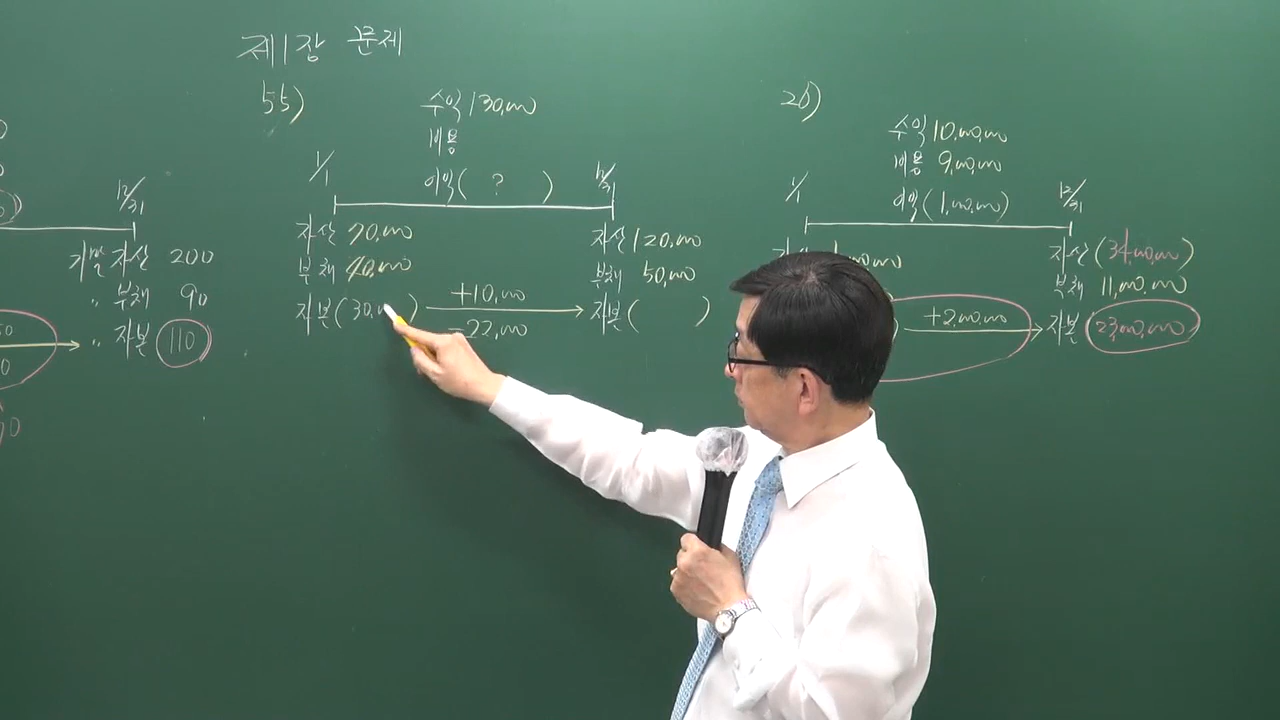 제1장 문제
55)
수익 130,000
비용
이익( ? )
1/1
12/31
자산 70,000
부채 40,000
자본(30,0 )
+10,000
-22,000
자산 120,000
부채 50,000
자본( )
20)
수익 10,000,000
비용 9,000,000
이익(1,000,000)
1/1
12/31
+2,000,000
자산(34,000,000)
부채 11,000,000
자본(23,000,000)
12/31
기말자산 200
〃 부채 90
〃 자본 110